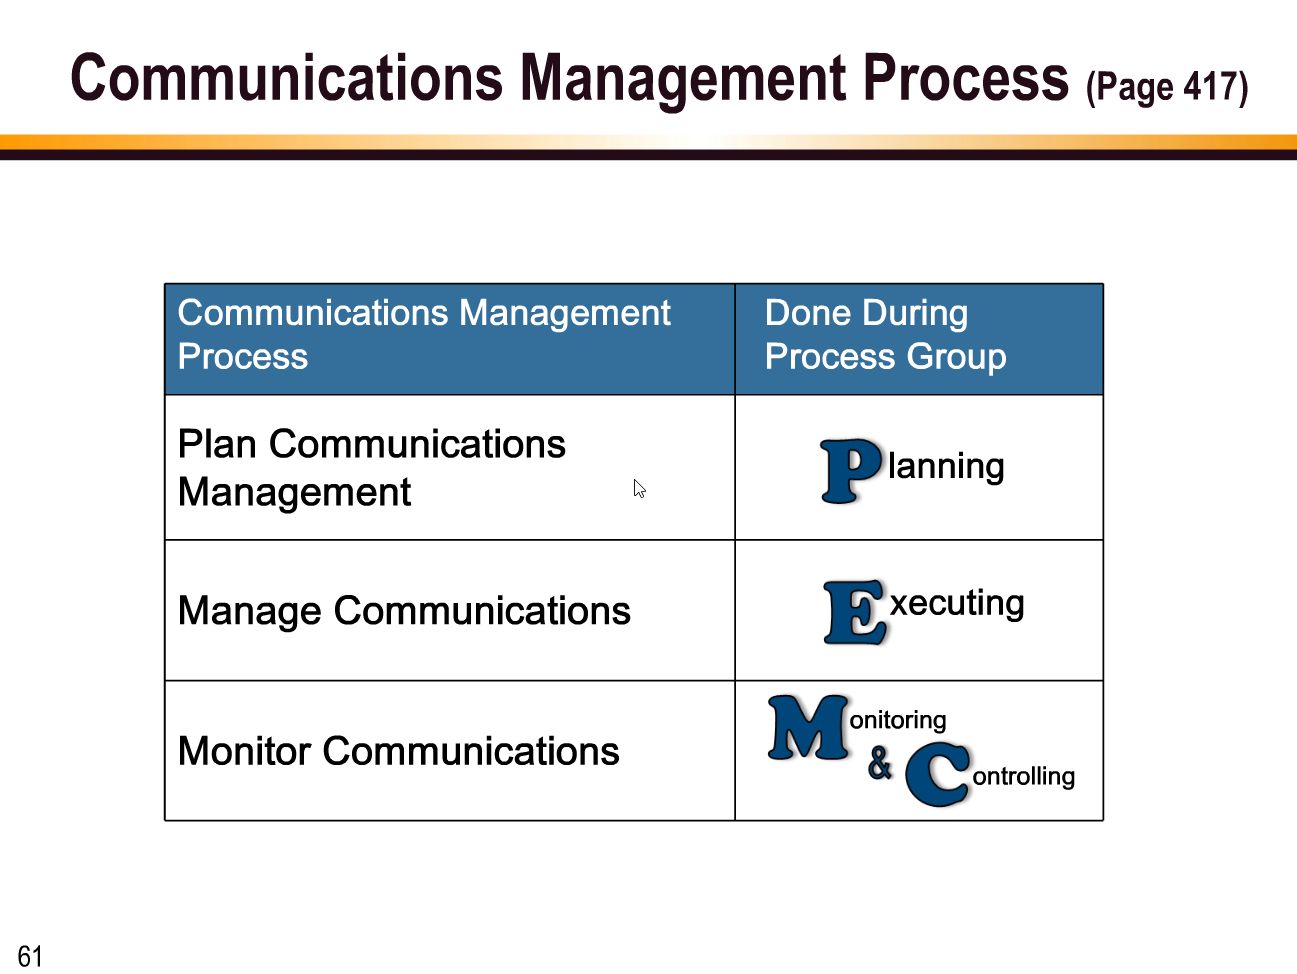 Communications Management Process (Page 417)
Communications Management
Process
Done During
Process Group
Plan Communications
Management
Planning
Manage Communications
Executing
Monitor Communications
Monitoring
&
Controlling
61